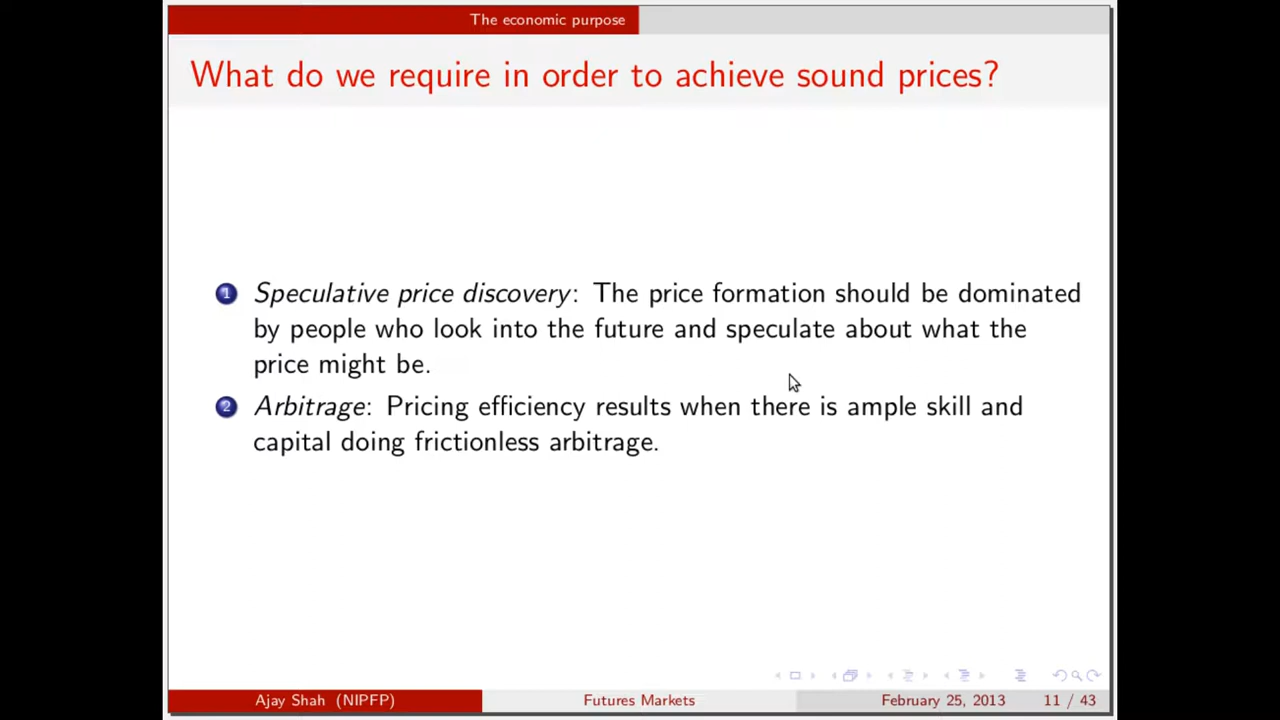 The economic purpose
What do we require in order to achieve sound prices?
1 Speculative price discovery: The price formation should be dominated
by people who look into the future and speculate about what the
price might be.
2 Arbitrage: Pricing efficiency results when there is ample skill and
capital doing frictionless arbitrage.
Ajay Shah (NIPFP) Futures Markets February 25, 2013 11 / 43